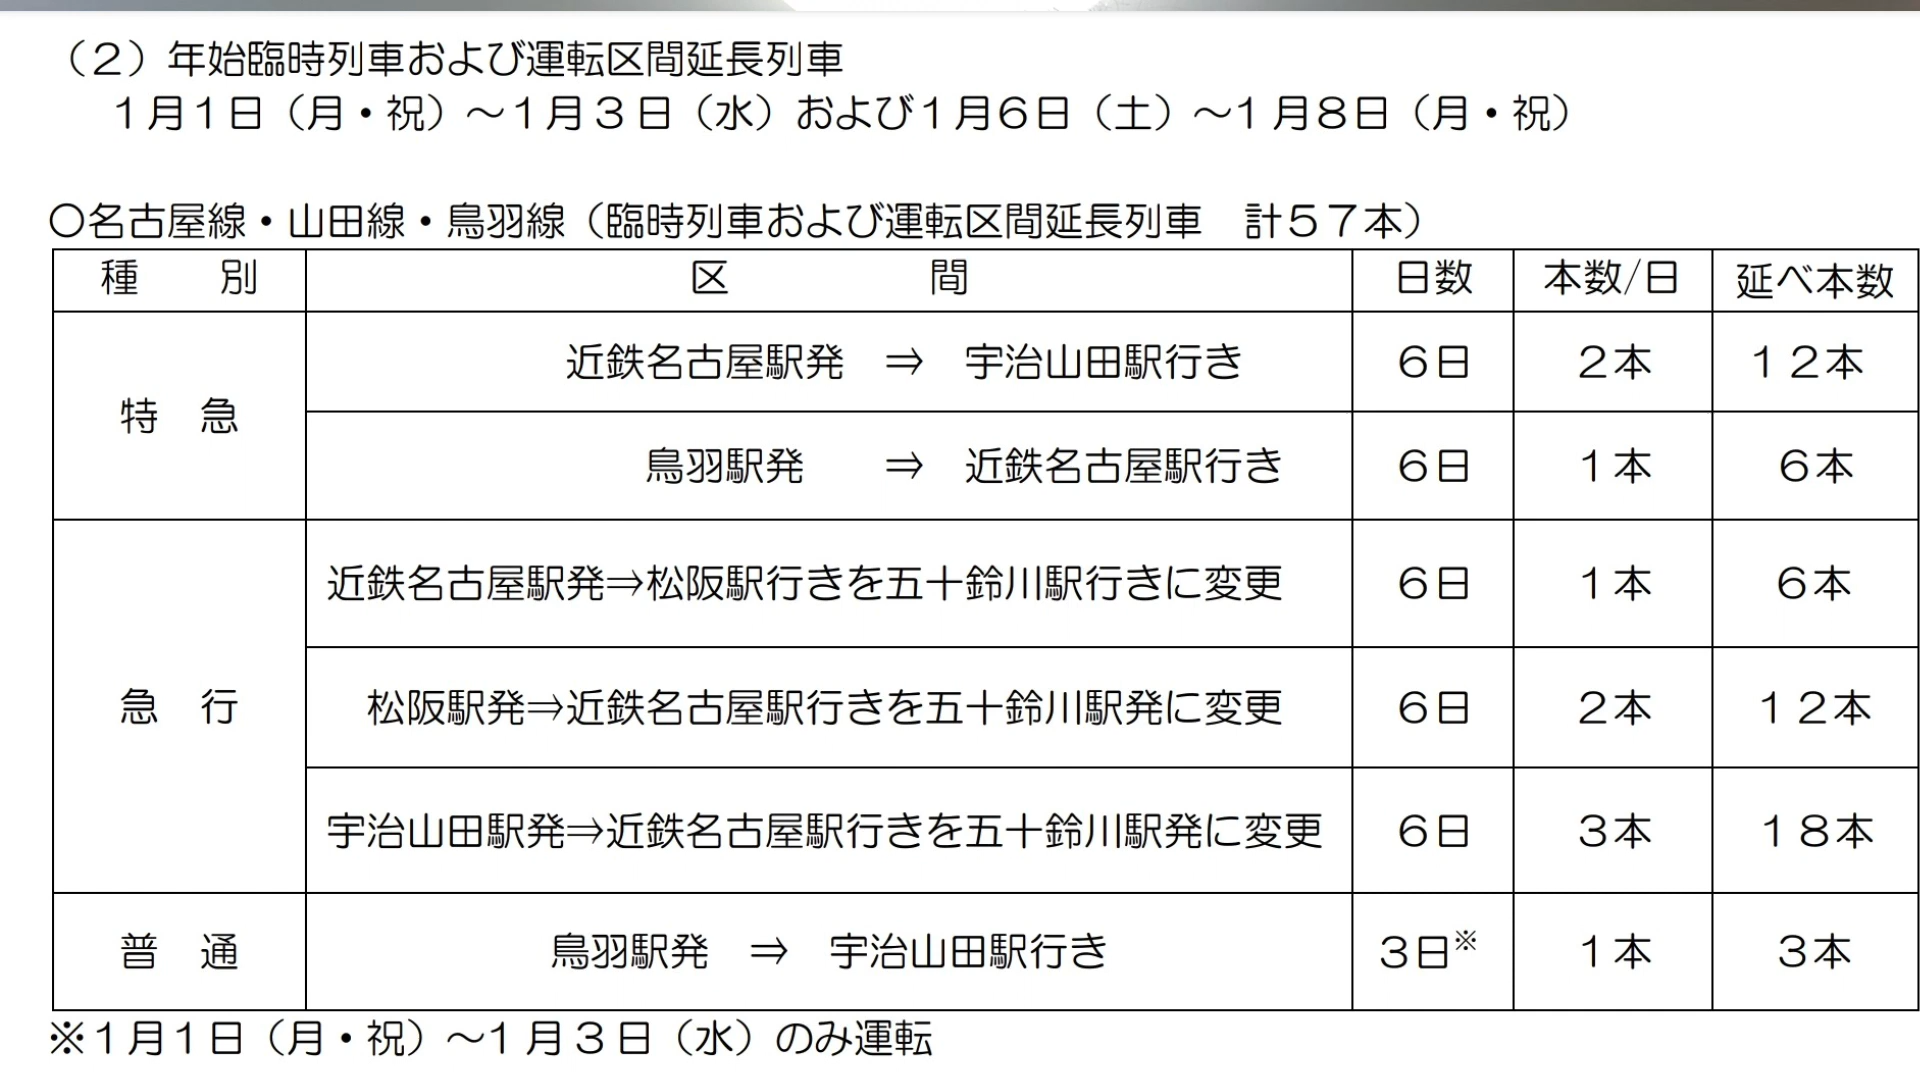 （２）年始臨時列車および運転区間延長列車
１月１日（月・祝）～１月３日（水）および１月６日（土）～１月８日（月・祝）
〇名古屋線・山田線・鳥羽線（臨時列車および運転区間延長列車　計５７本）
種　別　区　間　日数　本数/日　延べ本数
特　急　近鉄名古屋駅発　⇒　宇治山田駅行き　６日　２本　１２本
鳥羽駅発　⇒　近鉄名古屋駅行き　６日　１本　６本
急　行　近鉄名古屋駅発⇒松阪駅行きを五十鈴川駅行きに変更　６日　１本　６本
松阪駅発⇒近鉄名古屋駅行きを五十鈴川駅発に変更　６日　２本　１２本
宇治山田駅発⇒近鉄名古屋駅行きを五十鈴川駅発に変更　６日　３本　１８本
普　通　鳥羽駅発　⇒　宇治山田駅行き　３日※　１本　３本
※１月１日（月・祝）～１月３日（水）のみ運転